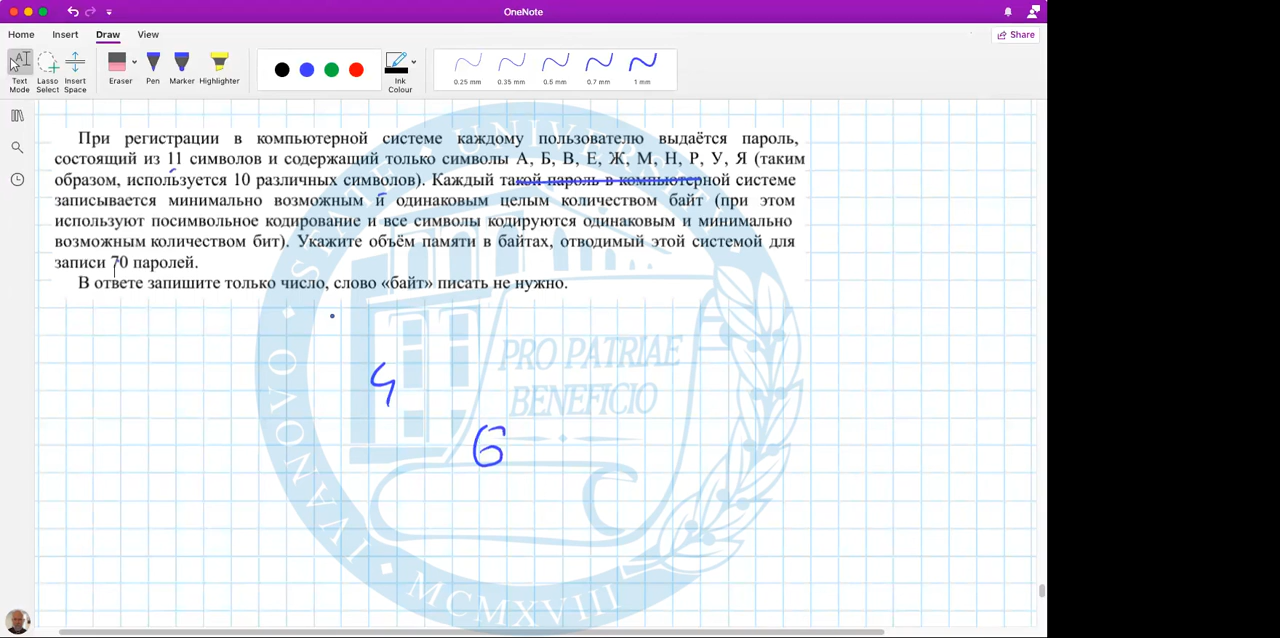 OneNote
Home Insert Draw View
Share
Text Mode
Lasso Select
Insert Space
Eraser
Pen
Marker
Highlighter
Ink Colour
0.25 mm
0.35 mm
0.5 mm
0.7 mm
1 mm
При регистрации в компьютерной системе каждому пользователю выдаётся пароль,
состоящий из 11 символов и содержащий только символы А, Б, В, Е, Ж, М, Н, Р, У, Я (таким
образом, используется 10 различных символов). Каждый такой пароль в компьютерной системе
записывается минимально возможным и одинаковым целым количеством байт (при этом
используют посимвольное кодирование и все символы кодируются одинаковым и минимально
возможным количеством бит). Укажите объём памяти в байтах, отводимый этой системой для
записи 70 паролей.
В ответе запишите только число, слово «байт» писать не нужно.
4
6
IVANOVO STATE UNIVERSITY
PRO PATRIAE
BENEFICIO
MCMXVIII